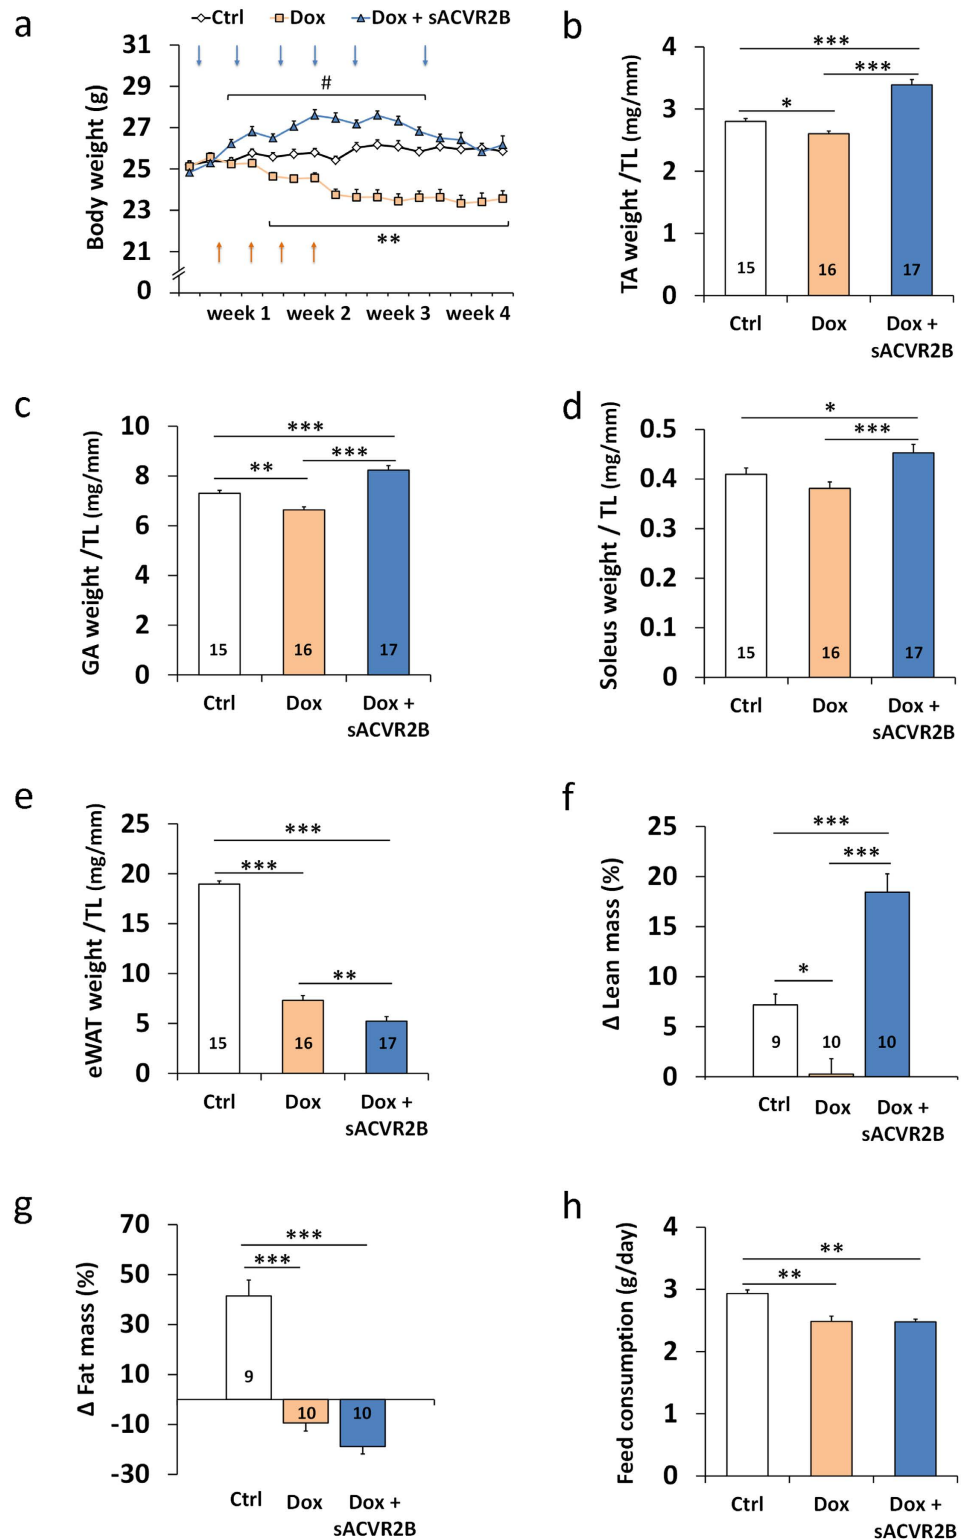 a
Ctrl Dox Dox + sACVR2B
Body weight (g)
31
29
27
25
23
21
0
#
**
week 1 week 2 week 3 week 4
b
TA weight /TL (mg/mm)
4
3
2
1
0
***
***
*
15 16 17
Ctrl Dox Dox +
sACVR2B
c
GA weight /TL (mg/mm)
10
8
6
4
2
0
***
** ***
15 16 17
Ctrl Dox Dox +
sACVR2B
d
Soleus weight / TL (mg/mm)
0.5
0.4
0.3
0.2
0.1
0
*
***
15 16 17
Ctrl Dox Dox +
sACVR2B
e
eWAT weight /TL (mg/mm)
25
20
15
10
5
0
***
***
**
15 16 17
Ctrl Dox Dox +
sACVR2B
f
Δ Lean mass (%)
25
20
15
10
5
0
***
***
*
9 10 10
Ctrl Dox Dox +
sACVR2B
g
Δ Fat mass (%)
70
50
30
10
-10
-30
***
***
9
10 10
Ctrl Dox Dox +
sACVR2B
h
Feed consumption (g/day)
4
3
2
1
0
**
**
Ctrl Dox Dox +
sACVR2B